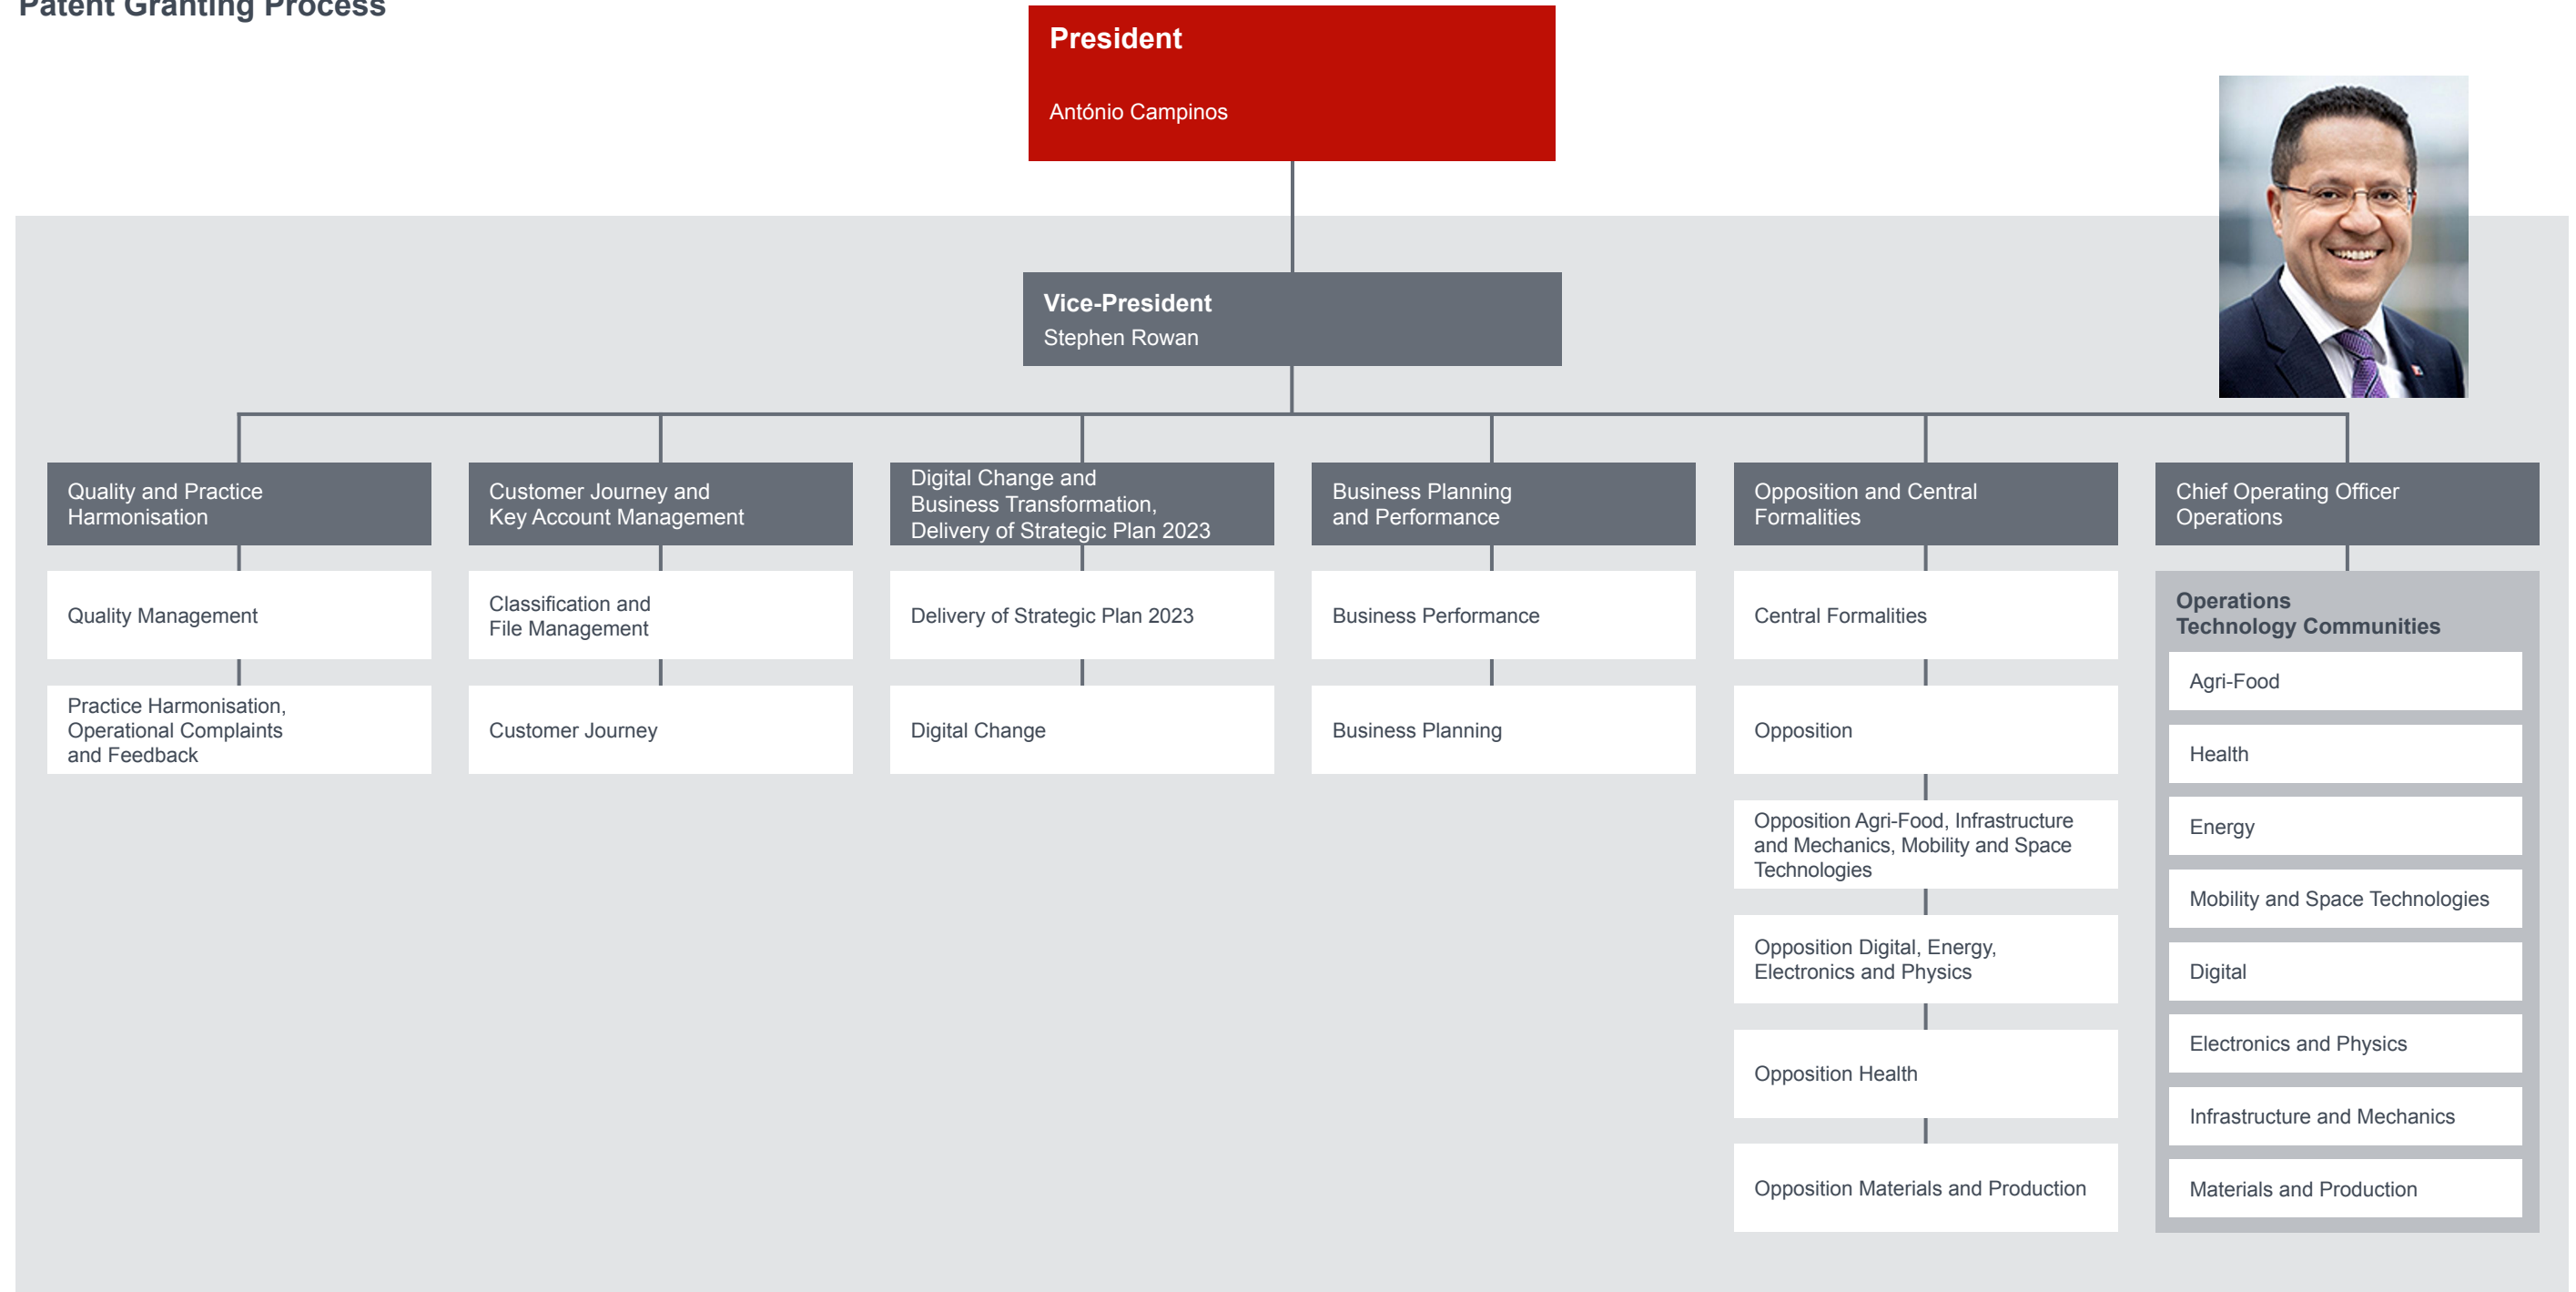 Patent Granting Process
President
António Campinos
Vice-President
Stephen Rowan
Quality and Practice
Harmonisation
Quality Management
Practice Harmonisation,
Operational Complaints
and Feedback
Customer Journey and
Key Account Management
Classification and
File Management
Customer Journey
Digital Change and
Business Transformation,
Delivery of Strategic Plan 2023
Delivery of Strategic Plan 2023
Digital Change
Business Planning
and Performance
Business Performance
Business Planning
Opposition and Central
Formalities
Central Formalities
Opposition
Opposition Agri-Food, Infrastructure
and Mechanics, Mobility and Space
Technologies
Opposition Digital, Energy,
Electronics and Physics
Opposition Health
Opposition Materials and Production
Chief Operating Officer
Operations
Operations
Technology Communities
Agri-Food
Health
Energy
Mobility and Space Technologies
Digital
Electronics and Physics
Infrastructure and Mechanics
Materials and Production